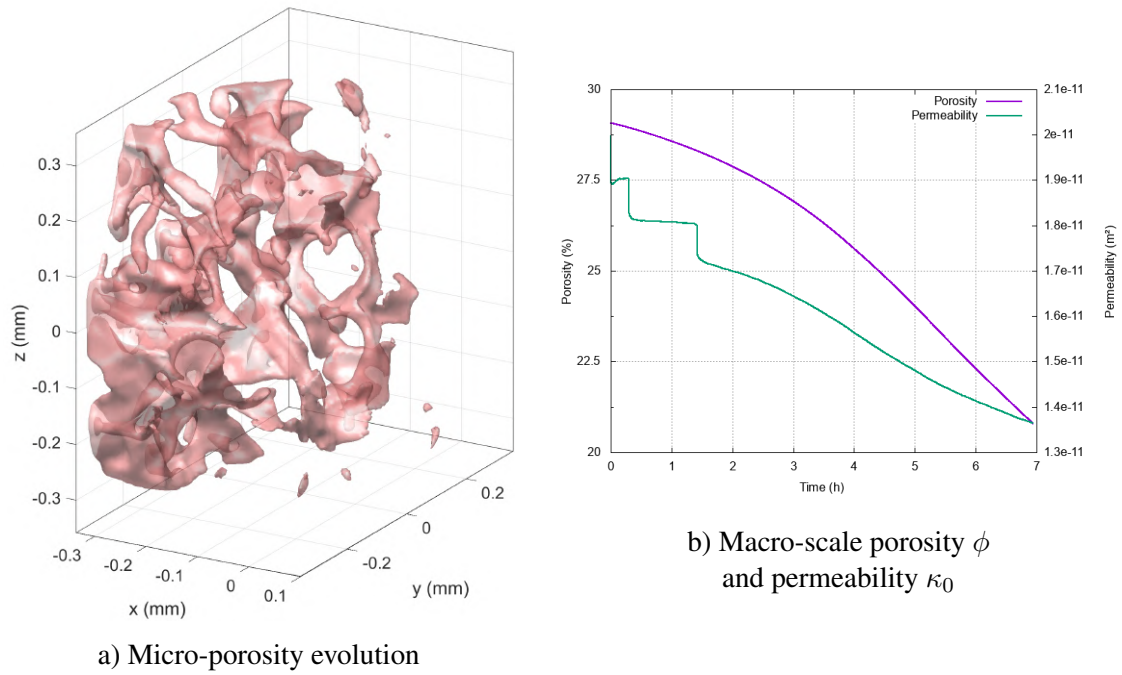 0.3
0.2
0.1
0
-0.1
-0.2
-0.3
z (mm)
-0.3
-0.2
-0.1
0
0.1
x (mm)
-0.2
0
0.2
y (mm)
a) Micro-porosity evolution
30
27.5
25
22.5
20
Porosity (%)
Porosity
Permeability
2.1e-11
2e-11
1.9e-11
1.8e-11
1.7e-11
1.6e-11
1.5e-11
1.4e-11
1.3e-11
Permeability (m²)
0 1 2 3 4 5 6 7
Time (h)
b) Macro-scale porosity ϕ
and permeability κ₀